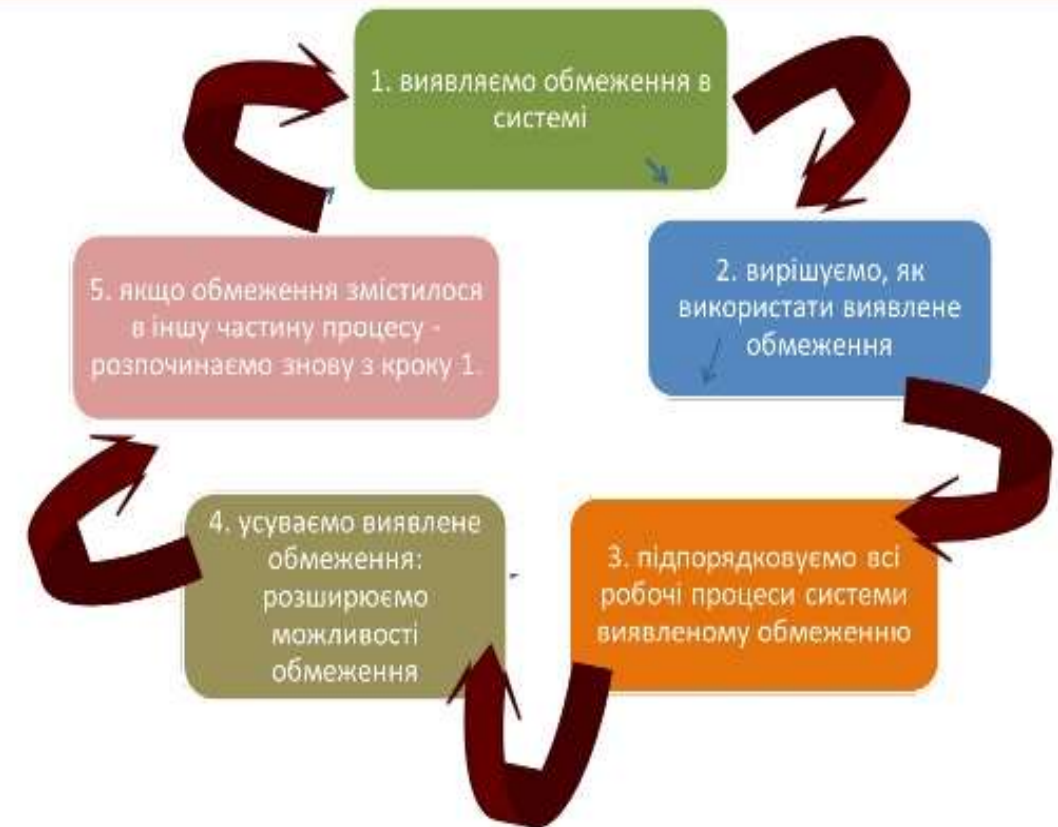 1. виявляємо обмеження в
системі
2. вирішуємо, як
використати виявлене
обмеження
3. підпорядковуємо всі
робочі процеси системи
виявленому обмеженню
4. усуваємо виявлене
обмеження:
розширюємо
можливості
обмеження
5. якщо обмеження змістилося
в іншу частину процесу -
розпочинаємо знову з кроку 1.